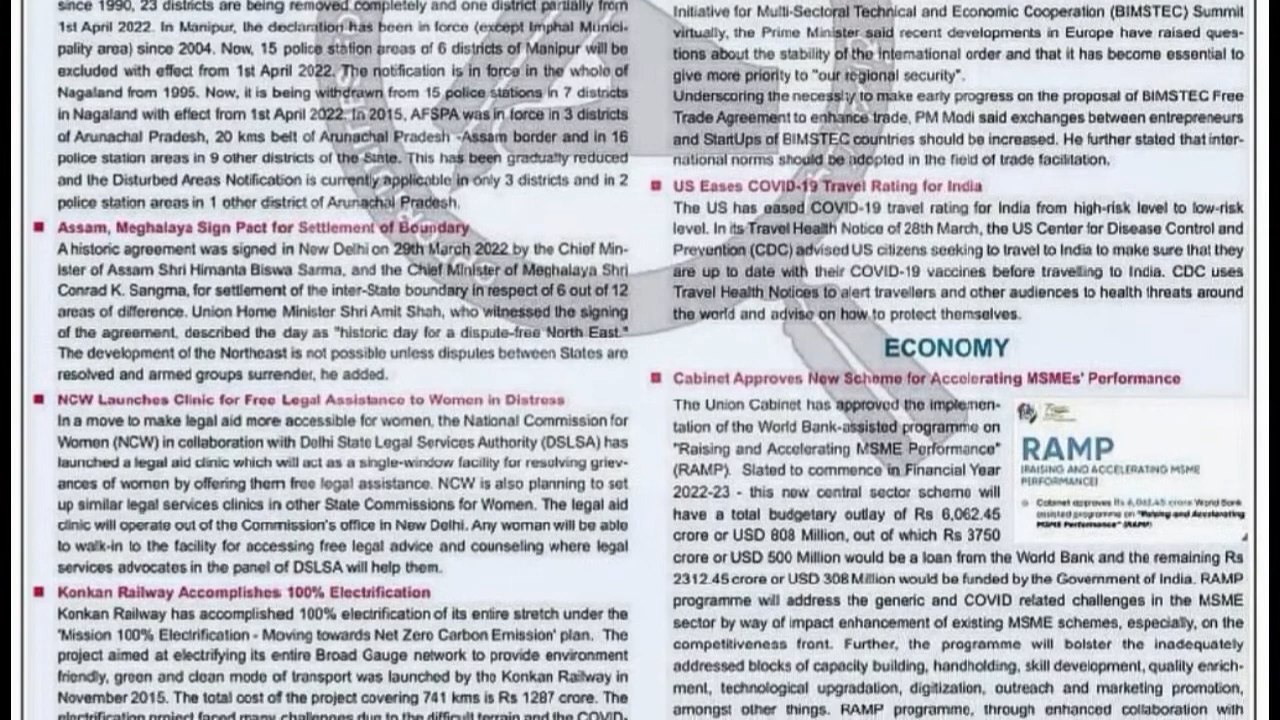 since 1990, 23 districts are being removed completely and one district partially from
1st April 2022. In Manipur, the declaration has been in force (except Imphal Munici-
pality area) since 2004. Now, 15 police station areas of 6 districts of Manipur will be
excluded with effect from 1st April 2022. The notification is in force in the whole of
Nagaland from 1995. Now, it is being withdrawn from 15 police stations in 7 districts
in Nagaland with effect from 1st April 2022. In 2015, AFSPA was in force in 3 districts
of Arunachal Pradesh, 20 kms belt of Arunachal Pradesh -Assam border and in 16
police station areas in 9 other districts of the State. This has been gradually reduced
and the Disturbed Areas Notification is currently applicable in only 3 districts and in 2
police station areas in 1 other district of Arunachal Pradesh.
Assam, Meghalaya Sign Pact for Settlement of Boundary
A historic agreement was signed in New Delhi on 29th March 2022 by the Chief Min-
ister of Assam Shri Himanta Biswa Sarma, and the Chief Minister of Meghalaya Shri
Conrad K. Sangma, for settlement of the inter-State boundary in respect of 6 out of 12
areas of difference. Union Home Minister Shri Amit Shah, who witnessed the signing
of the agreement, described the day as "historic day for a dispute-free North East."
The development of the Northeast is not possible unless disputes between States are
resolved and armed groups surrender, he added.
NCW Launches Clinic for Free Legal Assistance to Women in Distress
In a move to make legal aid more accessible for women, the National Commission for
Women (NCW) in collaboration with Delhi State Legal Services Authority (DSLSA) has
launched a legal aid clinic which will act as a single-window facility for resolving griev-
ances of women by offering them free legal assistance. NCW is also planning to set
up similar legal services clinics in other State Commissions for Women. The legal aid
clinic will operate out of the Commission's office in New Delhi. Any woman will be able
to walk-in to the facility for accessing free legal advice and counseling where legal
services advocates in the panel of DSLSA will help them.
Konkan Railway Accomplishes 100% Electrification
Konkan Railway has accomplished 100% electrification of its entire stretch under the
'Mission 100% Electrification - Moving towards Net Zero Carbon Emission' plan. The
project aimed at electrifying its entire Broad Gauge network to provide environment
friendly, green and clean mode of transport was launched by the Konkan Railway in
November 2015. The total cost of the project covering 741 kms is Rs 1287 crore. The
electrification project faced many challenges due to the difficult terrain and the COVID-
Initiative for Multi-Sectoral Technical and Economic Cooperation (BIMSTEC) Summit
virtually, the Prime Minister said recent developments in Europe have raised ques-
tions about the stability of the international order and that it has become essential to
give more priority to "our regional security".
Underscoring the necessity to make early progress on the proposal of BIMSTEC Free
Trade Agreement to enhance trade, PM Modi said exchanges between entrepreneurs
and StartUps of BIMSTEC countries should be increased. He further stated that inter-
national norms should be adopted in the field of trade facilitation.
US Eases COVID-19 Travel Rating for India
The US has eased COVID-19 travel rating for India from high-risk level to low-risk
level. In its Travel Health Notice of 28th March, the US Center for Disease Control and
Prevention (CDC) advised US citizens seeking to travel to India to make sure that they
are up to date with their COVID-19 vaccines before travelling to India. CDC uses
Travel Health Notices to alert travellers and other audiences to health threats around
the world and advise on how to protect themselves.
ECONOMY
Cabinet Approves New Scheme for Accelerating MSMEs' Performance
The Union Cabinet has approved the implemen-
tation of the World Bank-assisted programme on
"Raising and Accelerating MSME Performance"
(RAMP). Slated to commence in Financial Year
2022-23 - this new central sector scheme will
have a total budgetary outlay of Rs 6,062.45
crore or USD 808 Million, out of which Rs 3750
crore or USD 500 Million would be a loan from the World Bank and the remaining Rs
2312.45 crore or USD 308 Million would be funded by the Government of India. RAMP
programme will address the generic and COVID related challenges in the MSME
sector by way of impact enhancement of existing MSME schemes, especially, on the
competitiveness front. Further, the programme will bolster the inadequately
addressed blocks of capacity building, handholding, skill development, quality enrich-
ment, technological upgradation, digitization, outreach and marketing promotion,
amongst other things. RAMP programme, through enhanced collaboration with
RAMP
(RAISING AND ACCELERATING MSME
PERFORMANCE)
Cabinet approves Rs 6,062.45 crore World Bank
assisted programme on "Raising and Accelerating
MSME Performance" (RAMP)